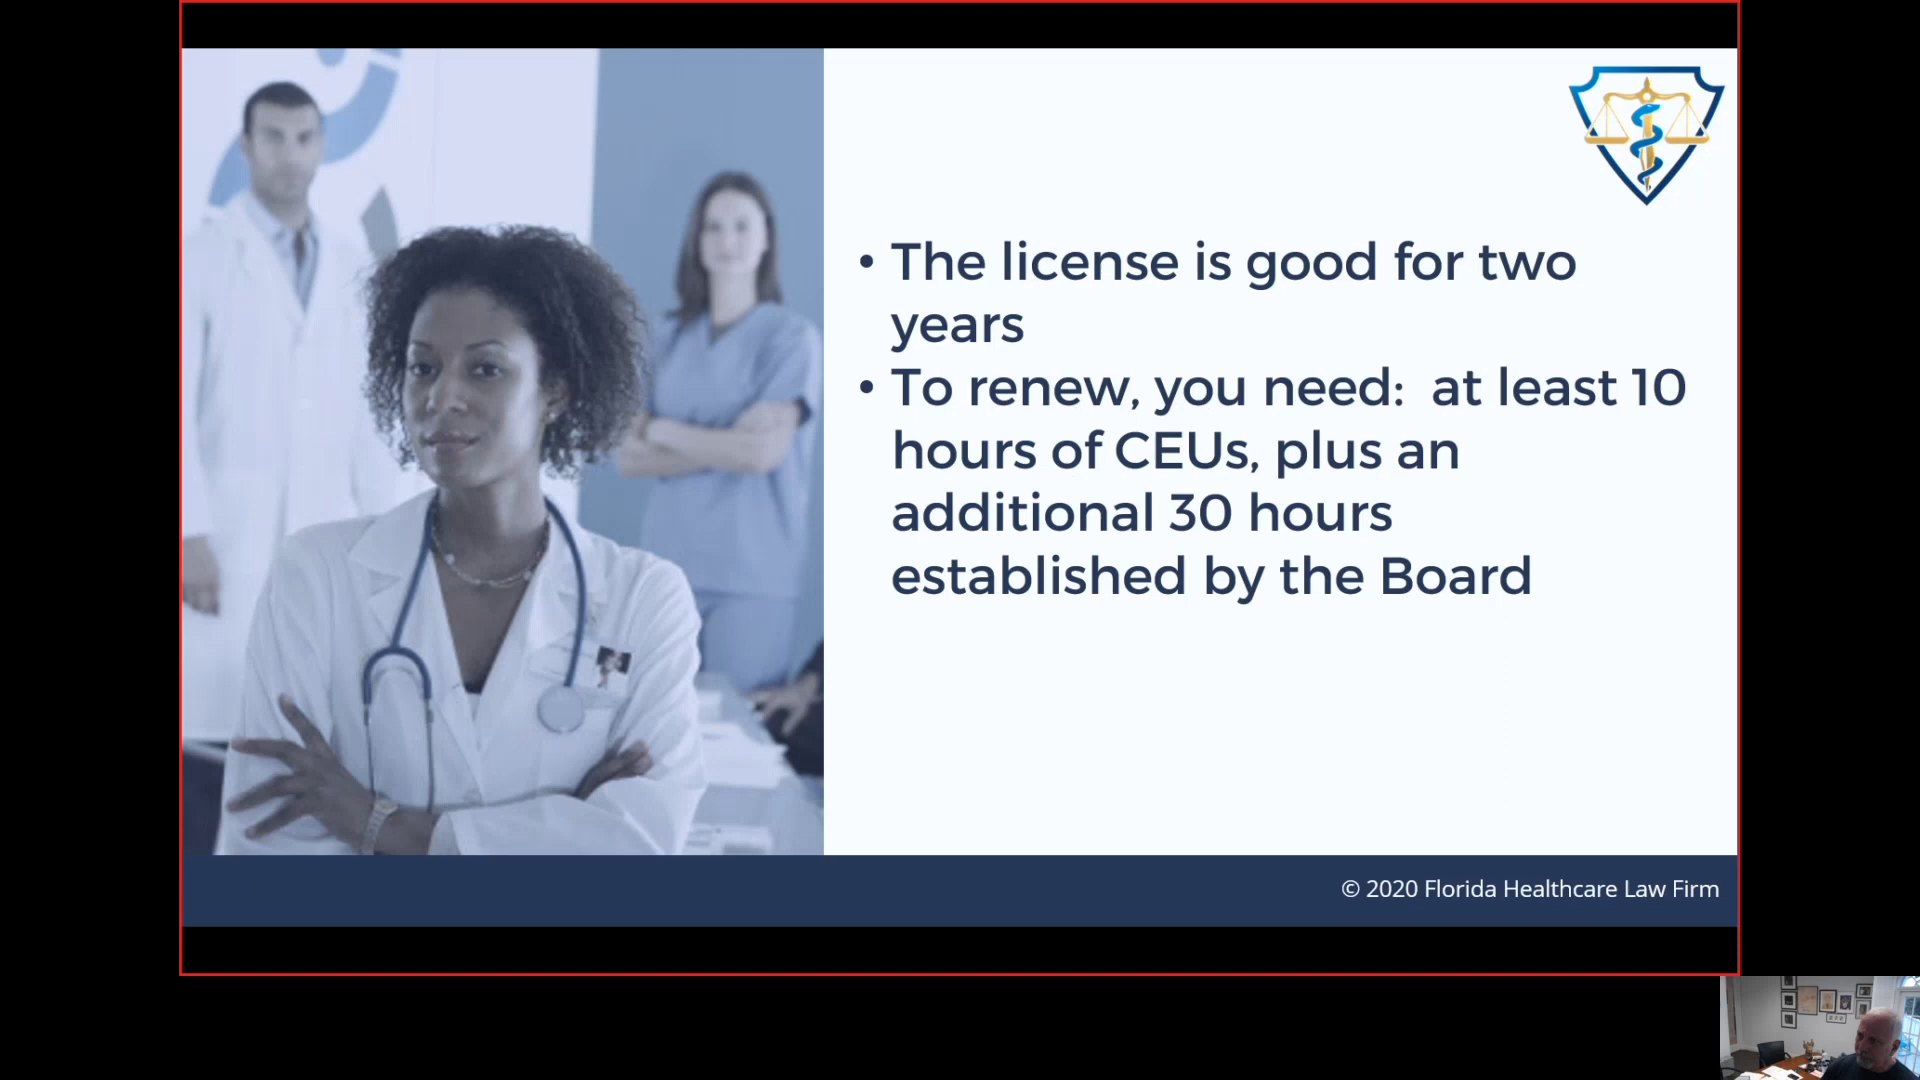 • The license is good for two
years
• To renew, you need:  at least 10
hours of CEUs, plus an
additional 30 hours
established by the Board
© 2020 Florida Healthcare Law Firm